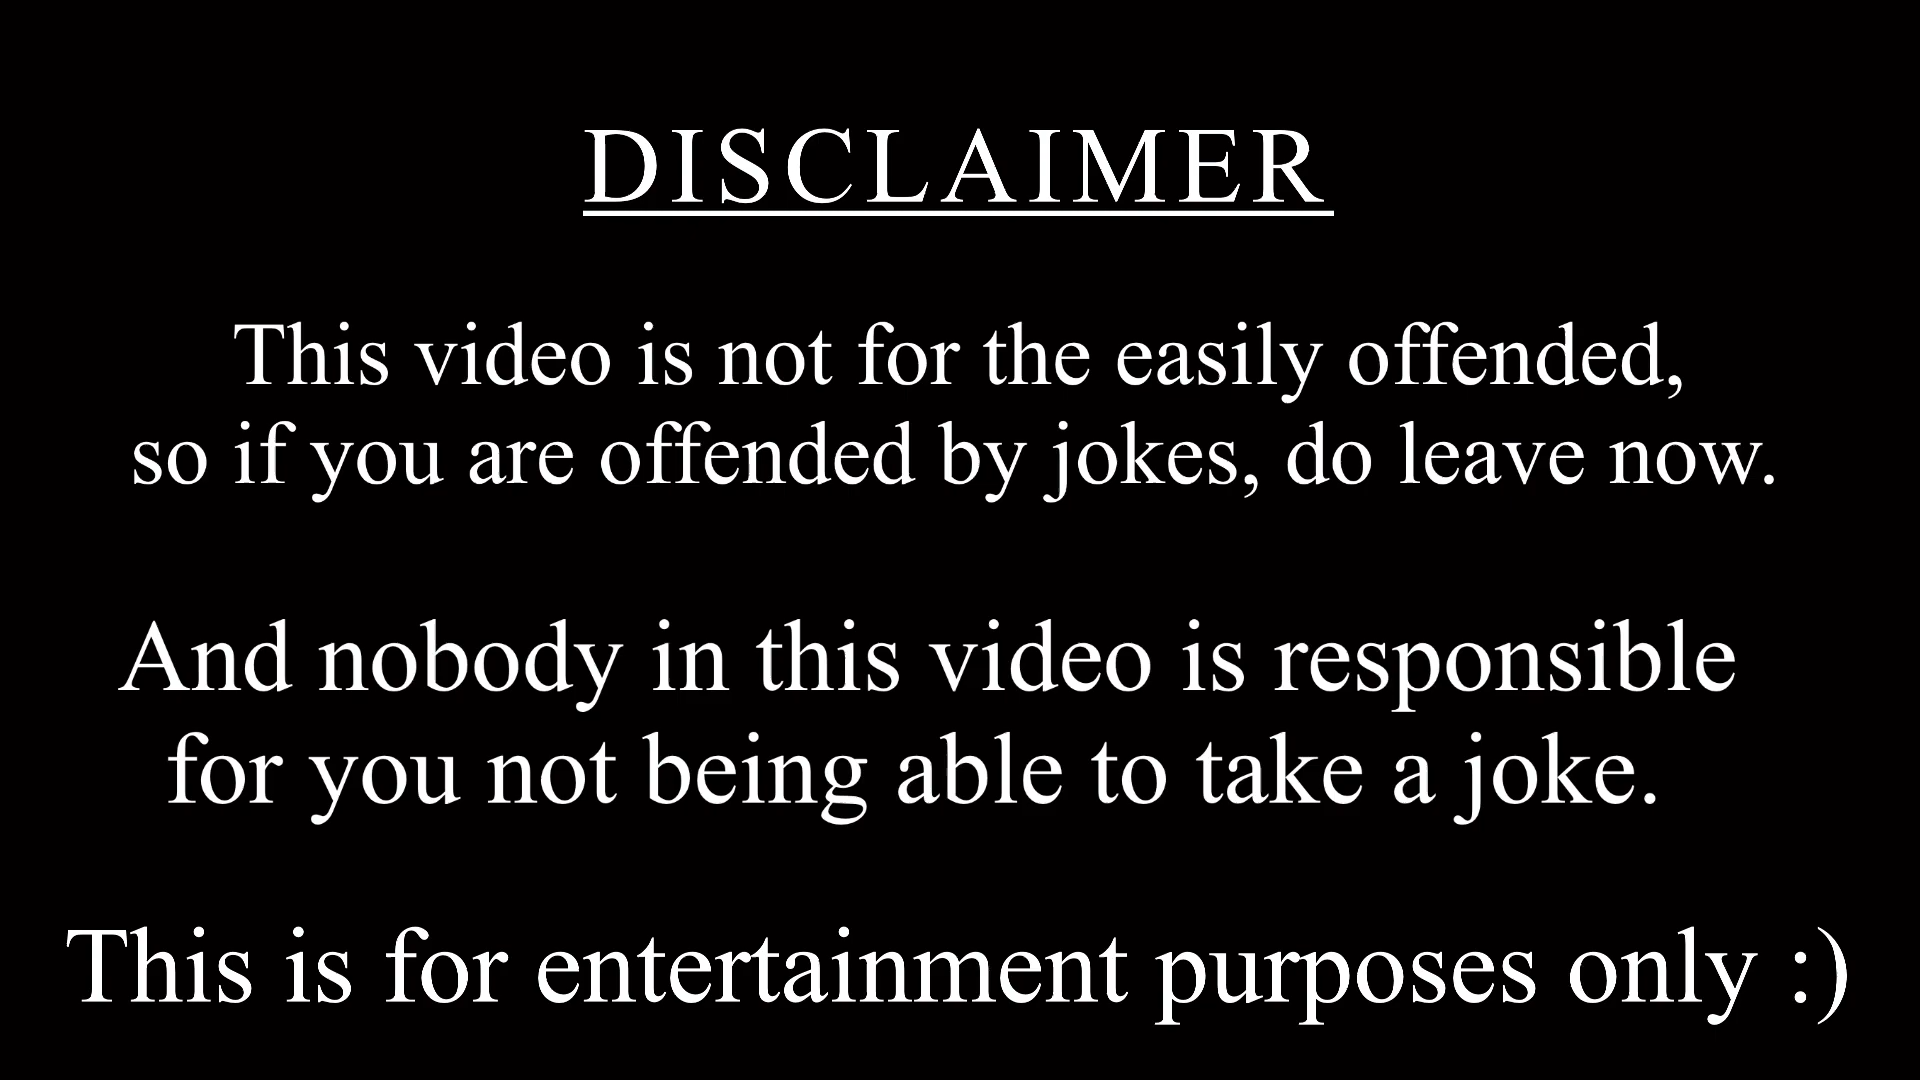 DISCLAIMER
This video is not for the easily offended,
so if you are offended by jokes, do leave now.
And nobody in this video is responsible
for you not being able to take a joke.
This is for entertainment purposes only :)